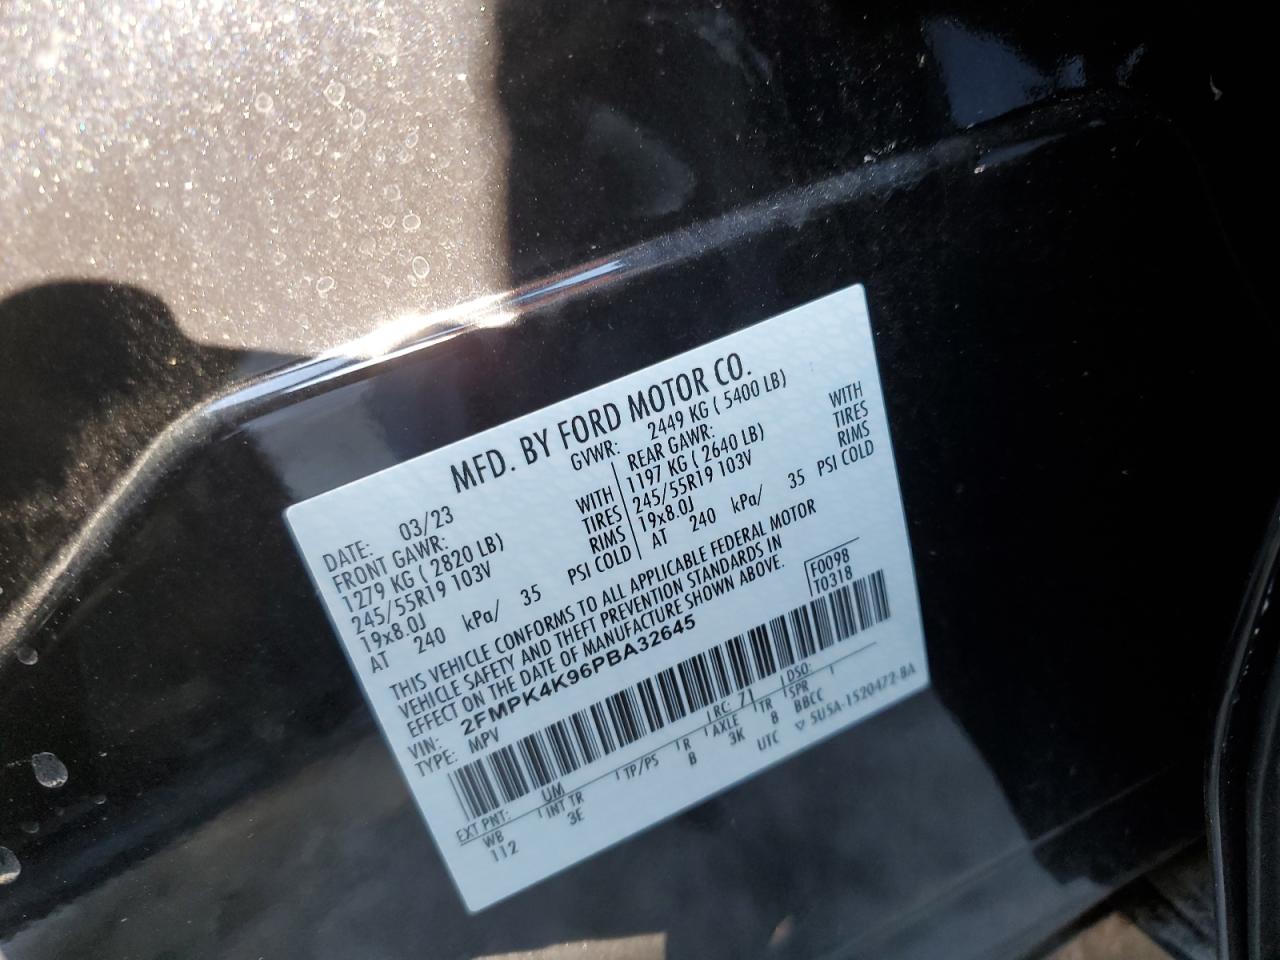 MFD. BY FORD MOTOR CO.
DATE: 03/23 GVWR: 2449 KG ( 5400 LB)
FRONT GAWR: REAR GAWR:
1279 KG ( 2820 LB) WITH 1197 KG ( 2640 LB) WITH
245/55R19 103V TIRES 245/55R19 103V TIRES
19x8.0J RIMS 19x8.0J RIMS
AT 240 kPa/ 35 PSI COLD AT 240 kPa/ 35 PSI COLD
THIS VEHICLE CONFORMS TO ALL APPLICABLE FEDERAL MOTOR
VEHICLE SAFETY AND THEFT PREVENTION STANDARDS IN
EFFECT ON THE DATE OF MANUFACTURE SHOWN ABOVE.
VIN: 2FMPK4K96PBA32645 F0098
TYPE: MPV T0318
EXT PNT: UM RC: 71 DSO:
WB INT TR TP/PS R AXLE TR SPR
112 3E B 3K 8 BBCC
UTC ▽ 5U5A-1520472-BA